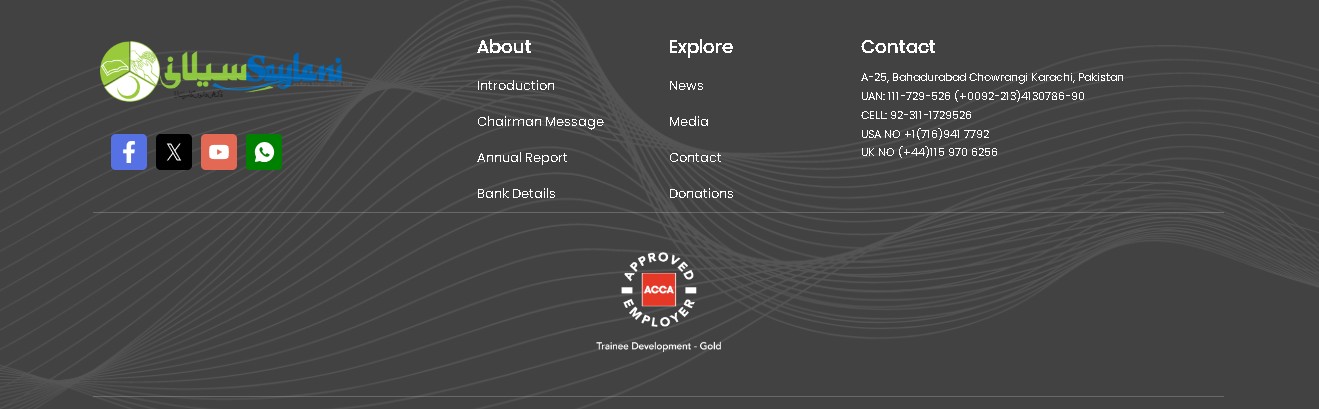 سیلانی Saylani
About
Introduction
Chairman Message
Annual Report
Bank Details
Explore
News
Media
Contact
Donations
Contact
A-25, Bahadurabad Chowrangi Karachi, Pakistan
UAN: 111-729-526 (+0092-213)4130786-90
CELL: 92-311-1729526
USA NO +1(716)941 7792
UK NO (+44)115 970 6256
APPROVED
ACCA
EMPLOYER
Trainee Development - Gold